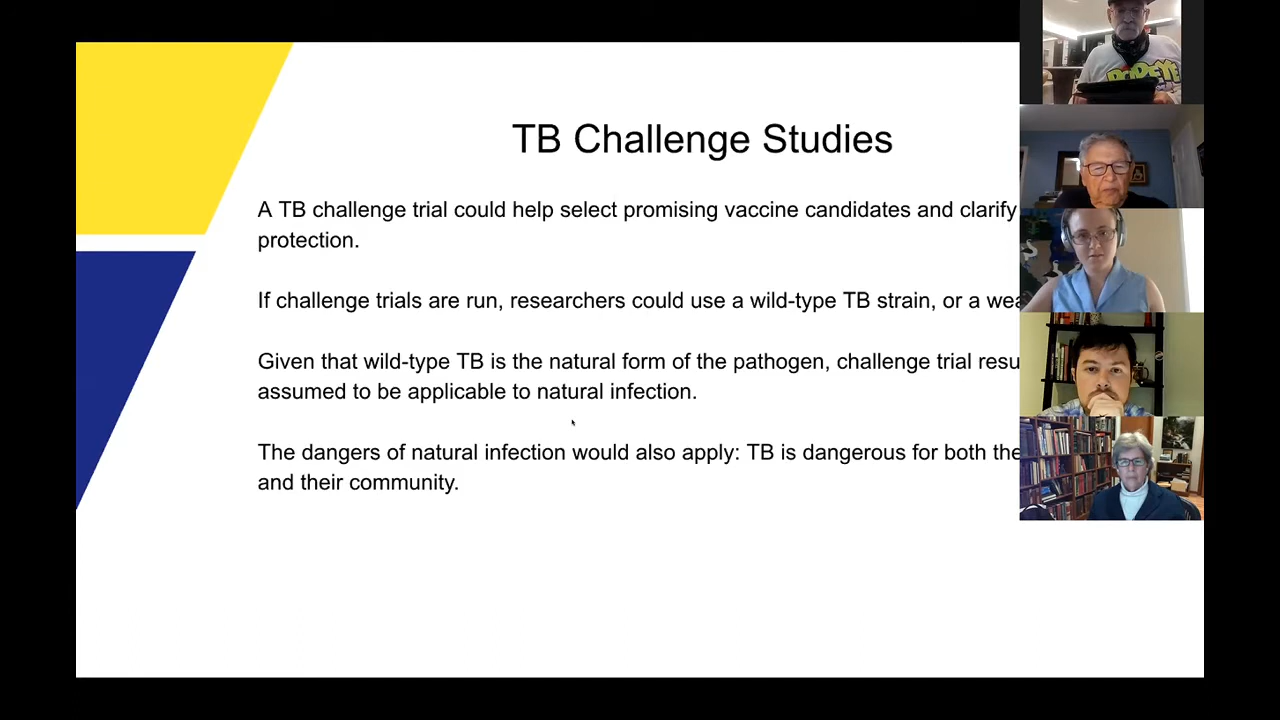 TB Challenge Studies
A TB challenge trial could help select promising vaccine candidates and clarify
protection.
If challenge trials are run, researchers could use a wild-type TB strain, or a
Given that wild-type TB is the natural form of the pathogen, challenge trial
assumed to be applicable to natural infection.
The dangers of natural infection would also apply: TB is dangerous for both the
and their community.
POPEYE